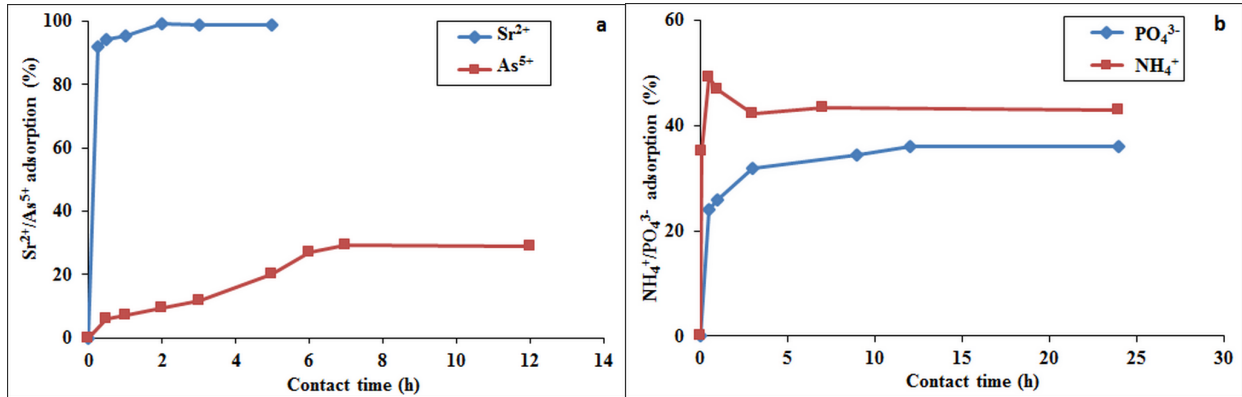 a
Sr²⁺
As⁵⁺
Sr²⁺/As⁵⁺ adsorption (%)
100
80
60
40
20
0
0 2 4 6 8 10 12 14
Contact time (h)
b
PO₄³⁻
NH₄⁺
NH₄⁺/PO₄³⁻ adsorption (%)
60
40
20
0
0 5 10 15 20 25 30
Contact time (h)